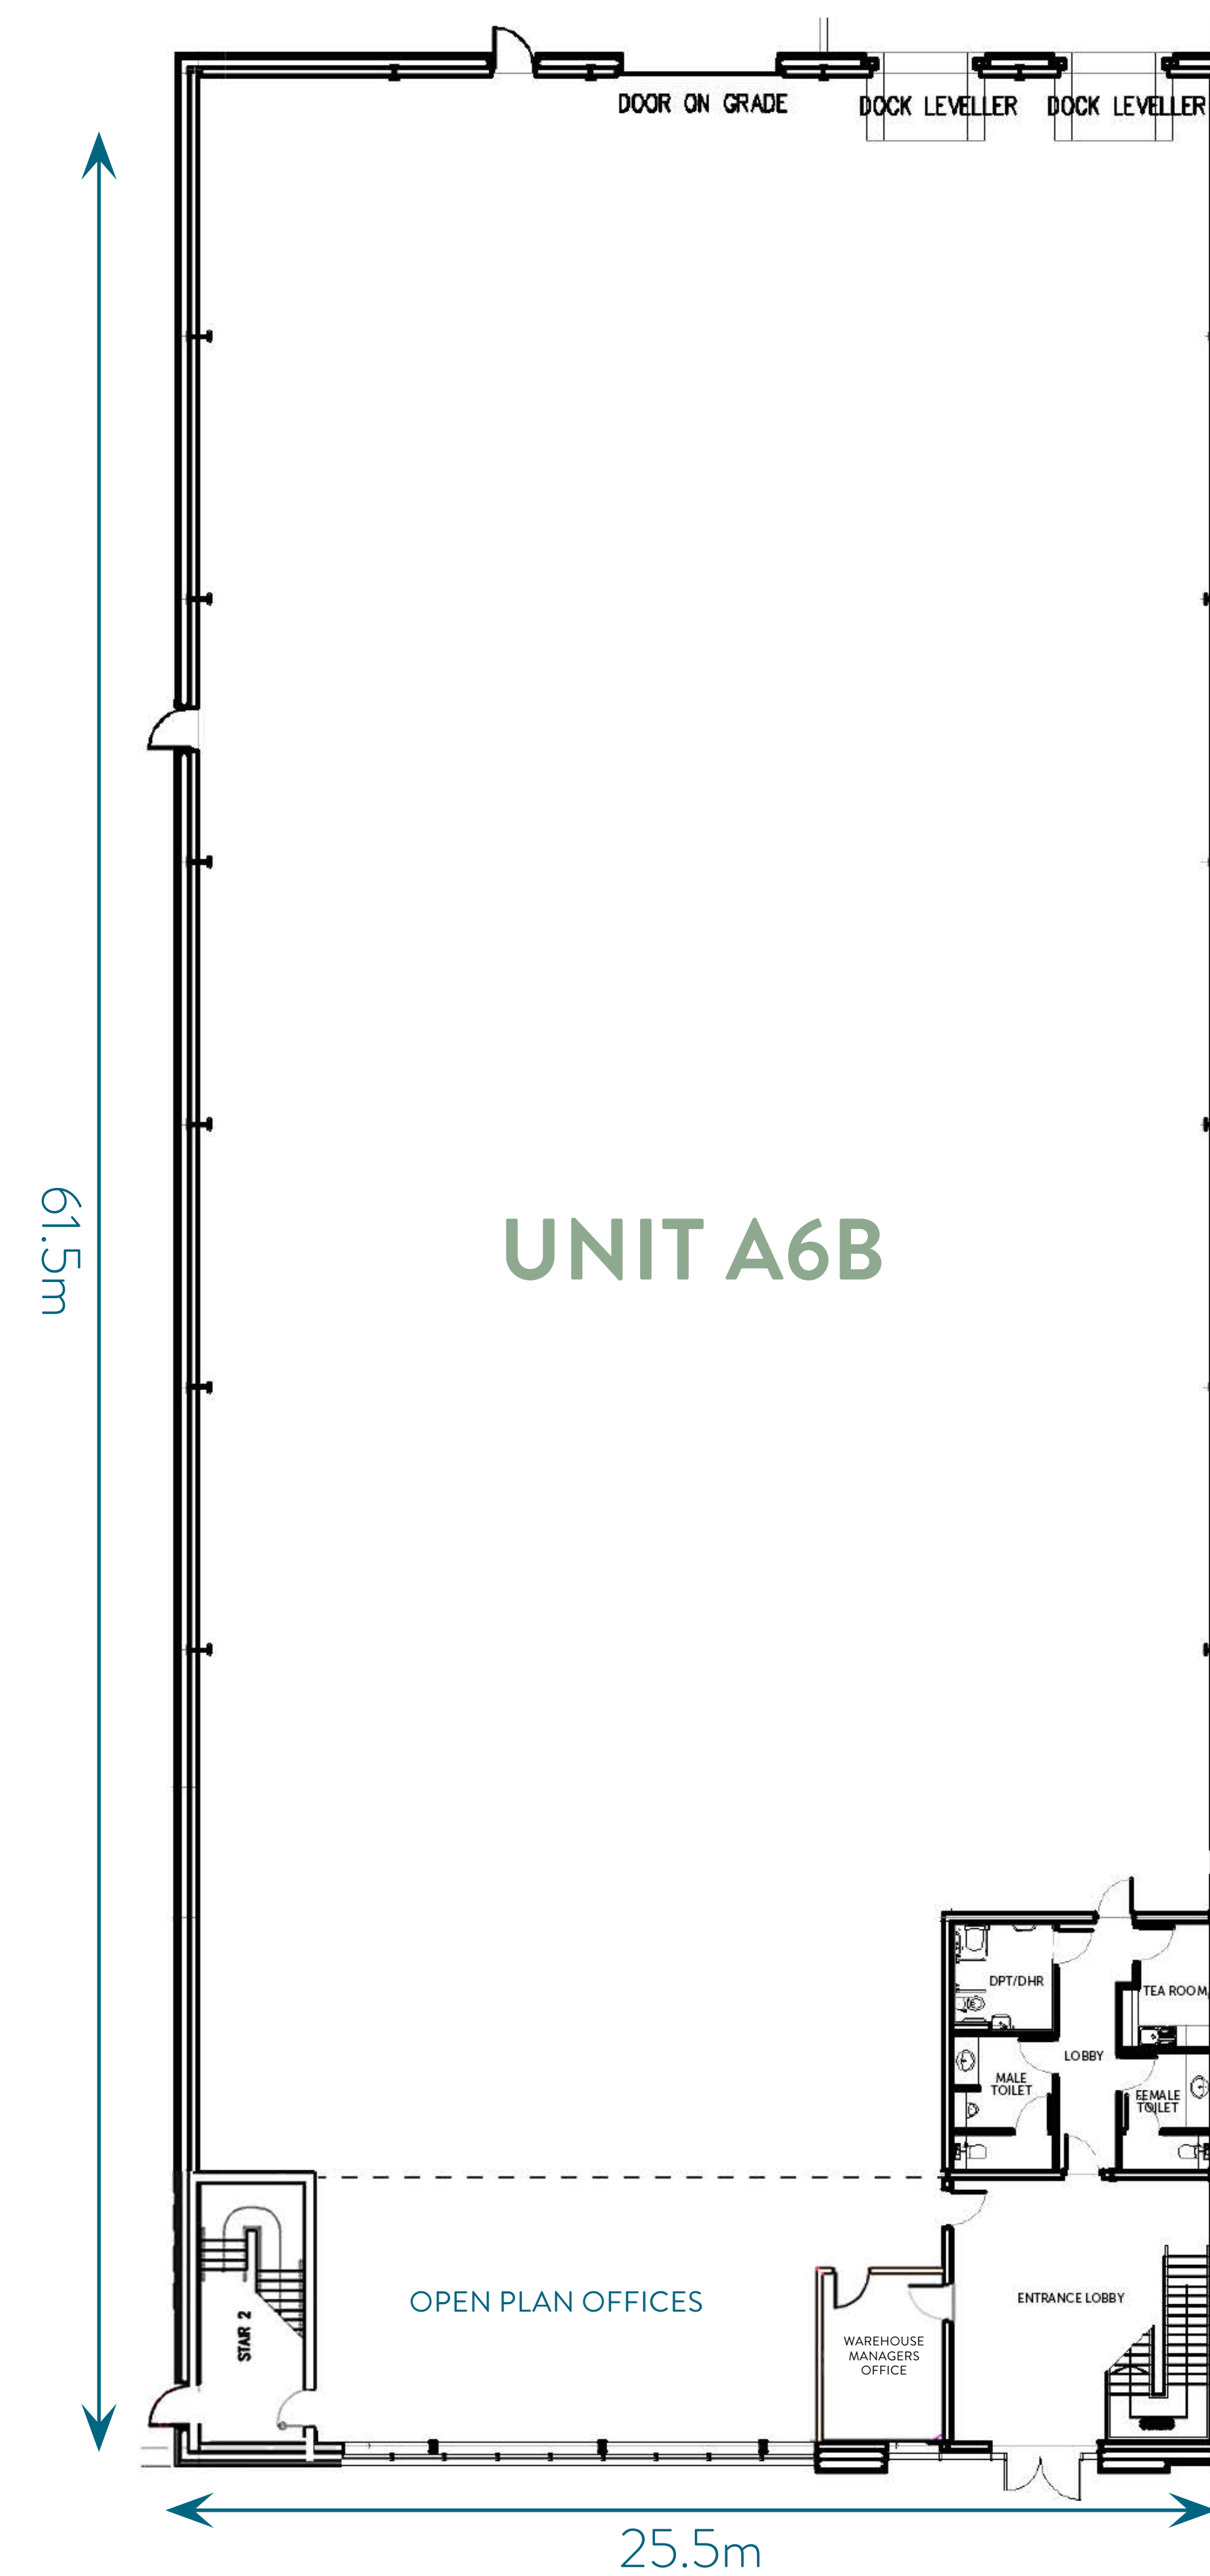 DOOR ON GRADE
DOCK LEVELLER
DOCK LEVELLER
61.5m
UNIT A6B
DPT/DHR
TEA ROOM
LOBBY
MALE
TOILET
FEMALE
TOILET
STAIR 2
OPEN PLAN OFFICES
ENTRANCE LOBBY
WAREHOUSE
MANAGERS
OFFICE
25.5m